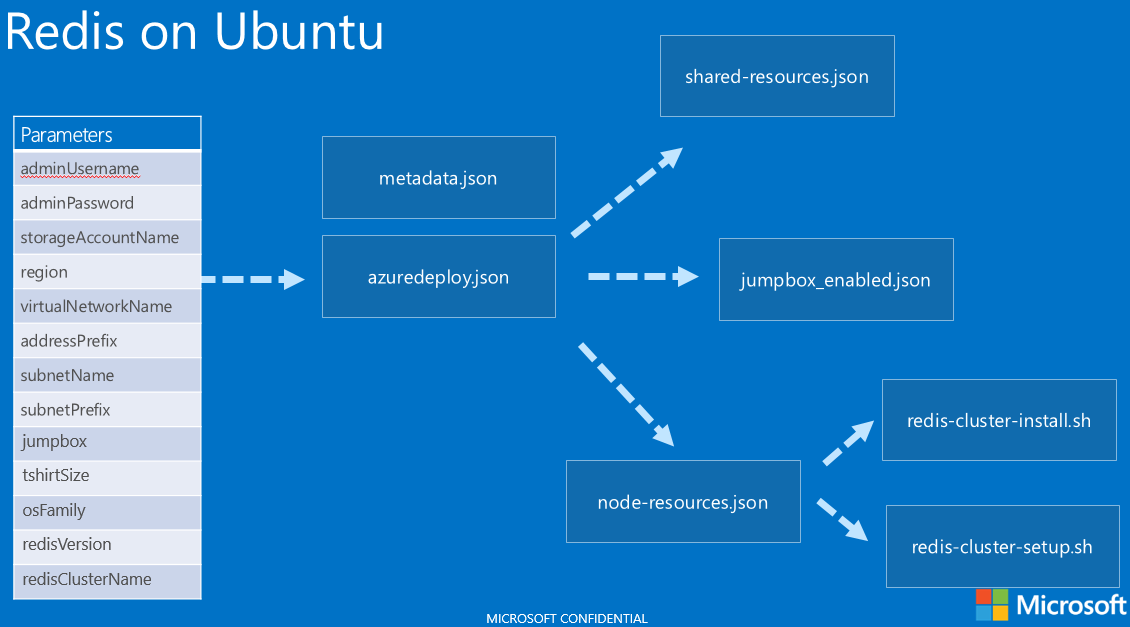 Redis on Ubuntu
Parameters
adminUsername
adminPassword
storageAccountName
region
virtualNetworkName
addressPrefix
subnetName
subnetPrefix
jumpbox
tshirtSize
osFamily
redisVersion
redisClusterName
metadata.json
azuredeploy.json
shared-resources.json
jumpbox_enabled.json
node-resources.json
redis-cluster-install.sh
redis-cluster-setup.sh
MICROSOFT CONFIDENTIAL
Microsoft